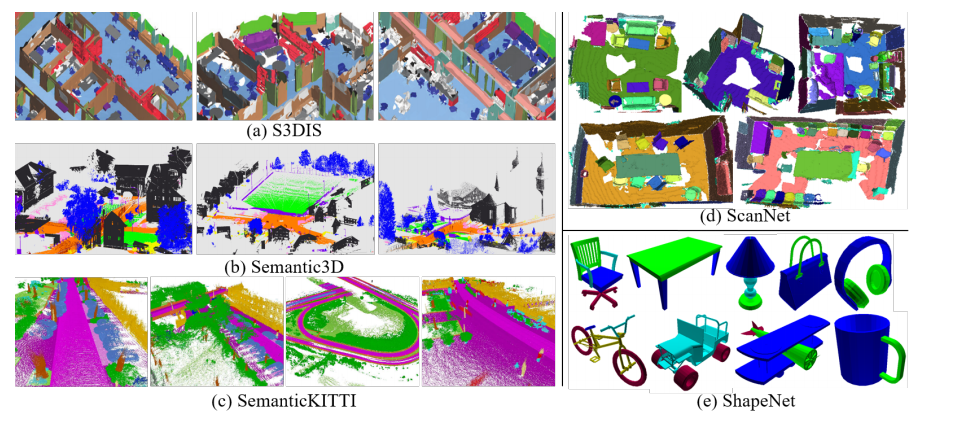 (a) S3DIS
(b) Semantic3D
(c) SemanticKITTI
(d) ScanNet
(e) ShapeNet